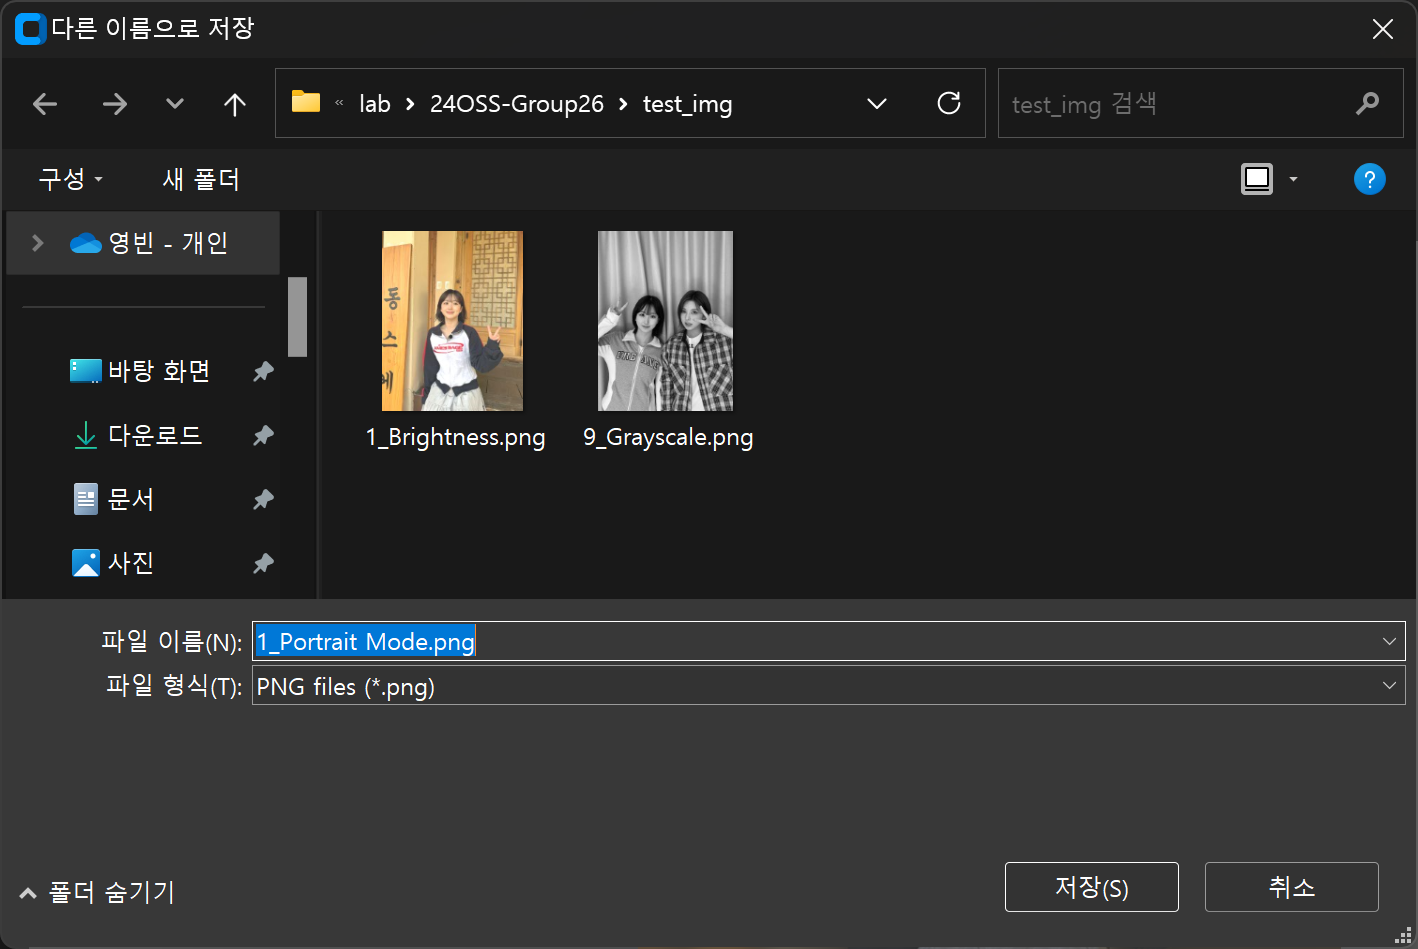 다른 이름으로 저장
« lab › 24OSS-Group26 › test_img
test_img 검색
구성
새 폴더
?
영빈 - 개인
바탕 화면
다운로드
문서
사진
동
스
베
1_Brightness.png
9_Grayscale.png
파일 이름(N): 1_Portrait Mode.png
파일 형식(T): PNG files (*.png)
폴더 숨기기
저장(S)
취소